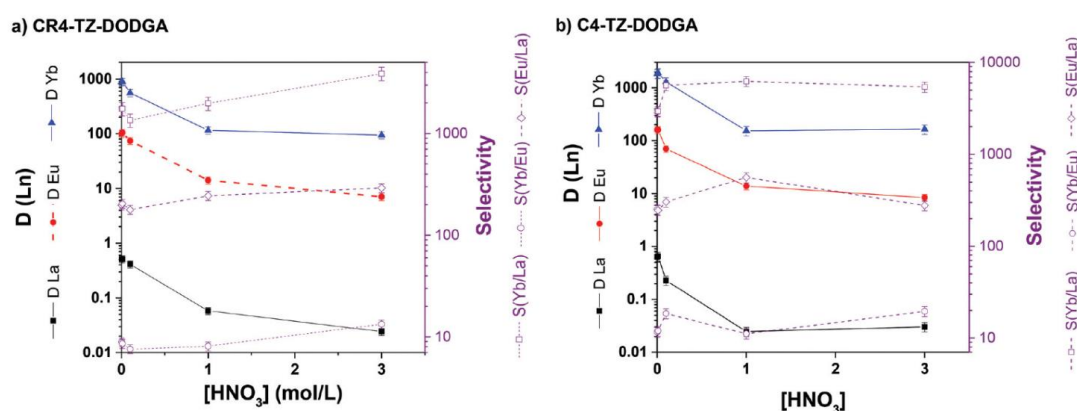 a) CR4-TZ-DODGA
D La
D Eu
D Yb
D (Ln)
1000
100
10
1
0.1
0.01
0
1
2
3
[HNO3] (mol/L)
1000
100
10
Selectivity
S(Yb/La)
S(Yb/Eu)
S(Eu/La)
b) C4-TZ-DODGA
D La
D Eu
D Yb
D (Ln)
1000
100
10
1
0.1
0.01
0
1
2
3
[HNO3]
10000
1000
100
10
Selectivity
S(Yb/La)
S(Yb/Eu)
S(Eu/La)